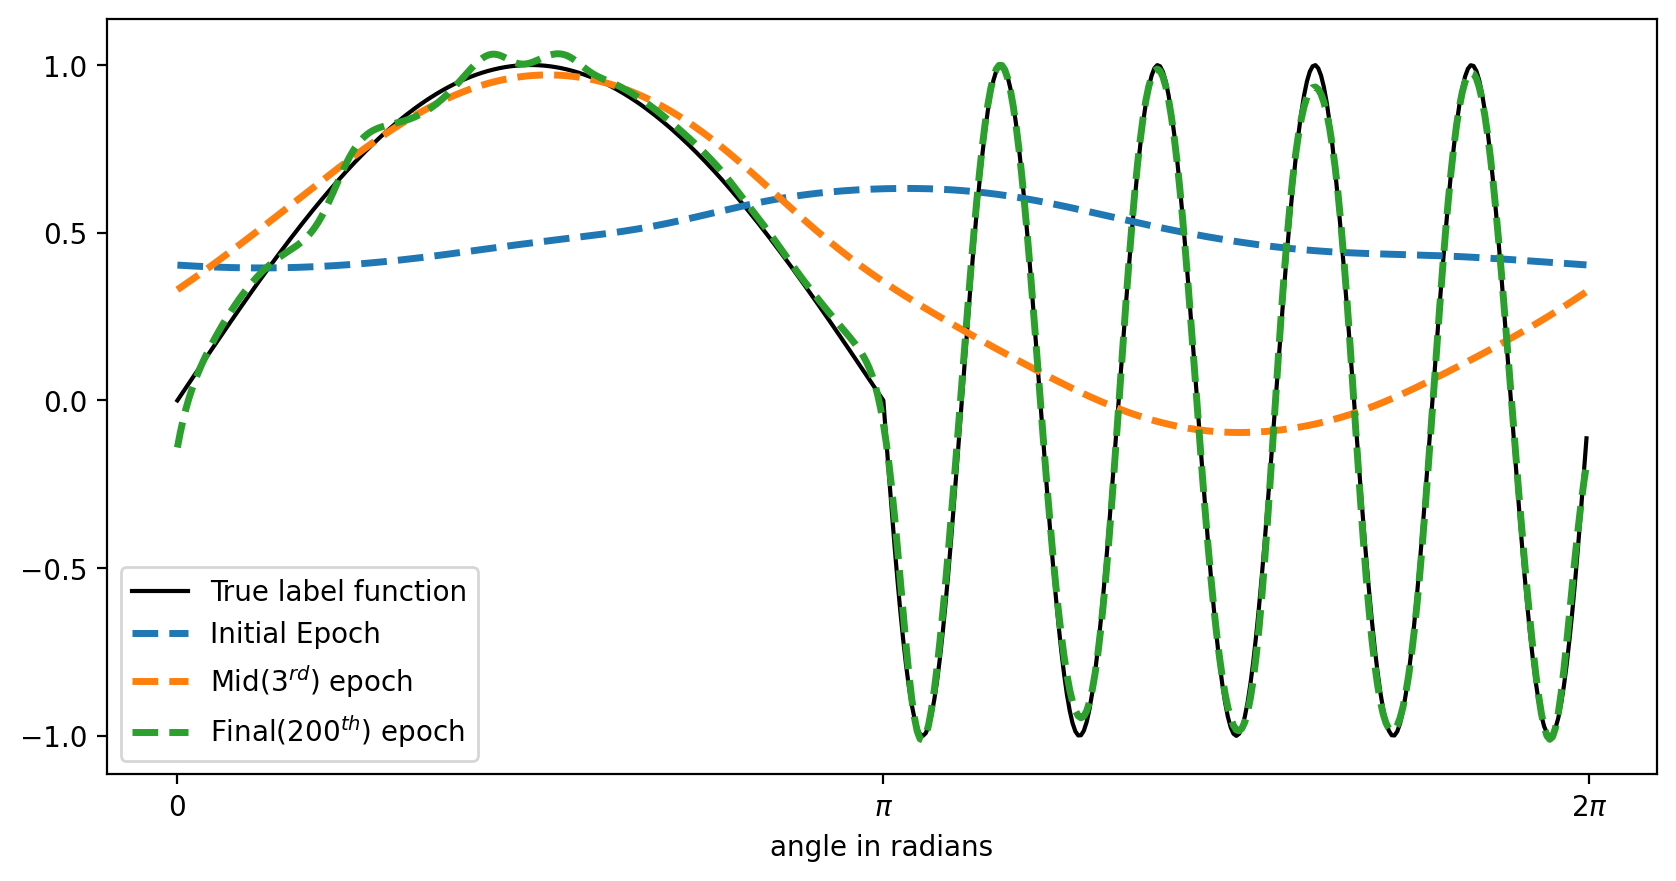 1.0
0.5
0.0
−0.5
−1.0
True label function
Initial Epoch
Mid(3rd) epoch
Final(200th) epoch
0 π 2π
angle in radians